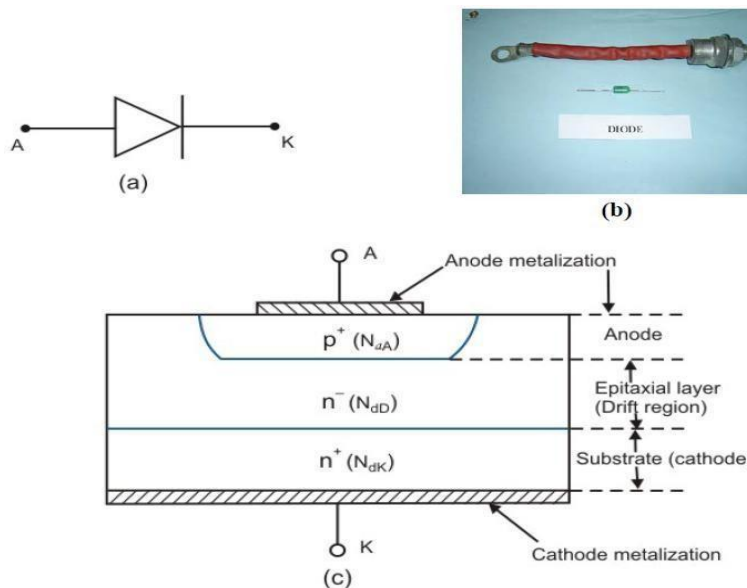 A
K
(a)
DIODE
(b)
A
Anode metalization
p⁺ (NₐA)
Anode
n⁻ (NdD)
Epitaxial layer
(Drift region)
n⁺ (NdK)
Substrate (cathode
K
Cathode metalization
(c)